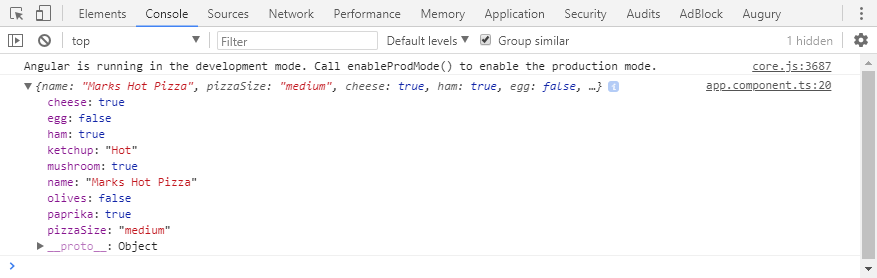 Elements Console Sources Network Performance Memory Application Security Audits AdBlock Augury
top Filter Default levels Group similar 1 hidden
Angular is running in the development mode. Call enableProdMode() to enable the production mode. core.js:3687
{name: "Marks Hot Pizza", pizzaSize: "medium", cheese: true, ham: true, egg: false, …} i app.component.ts:20
cheese: true
egg: false
ham: true
ketchup: "Hot"
mushroom: true
name: "Marks Hot Pizza"
olives: false
paprika: true
pizzaSize: "medium"
__proto__: Object